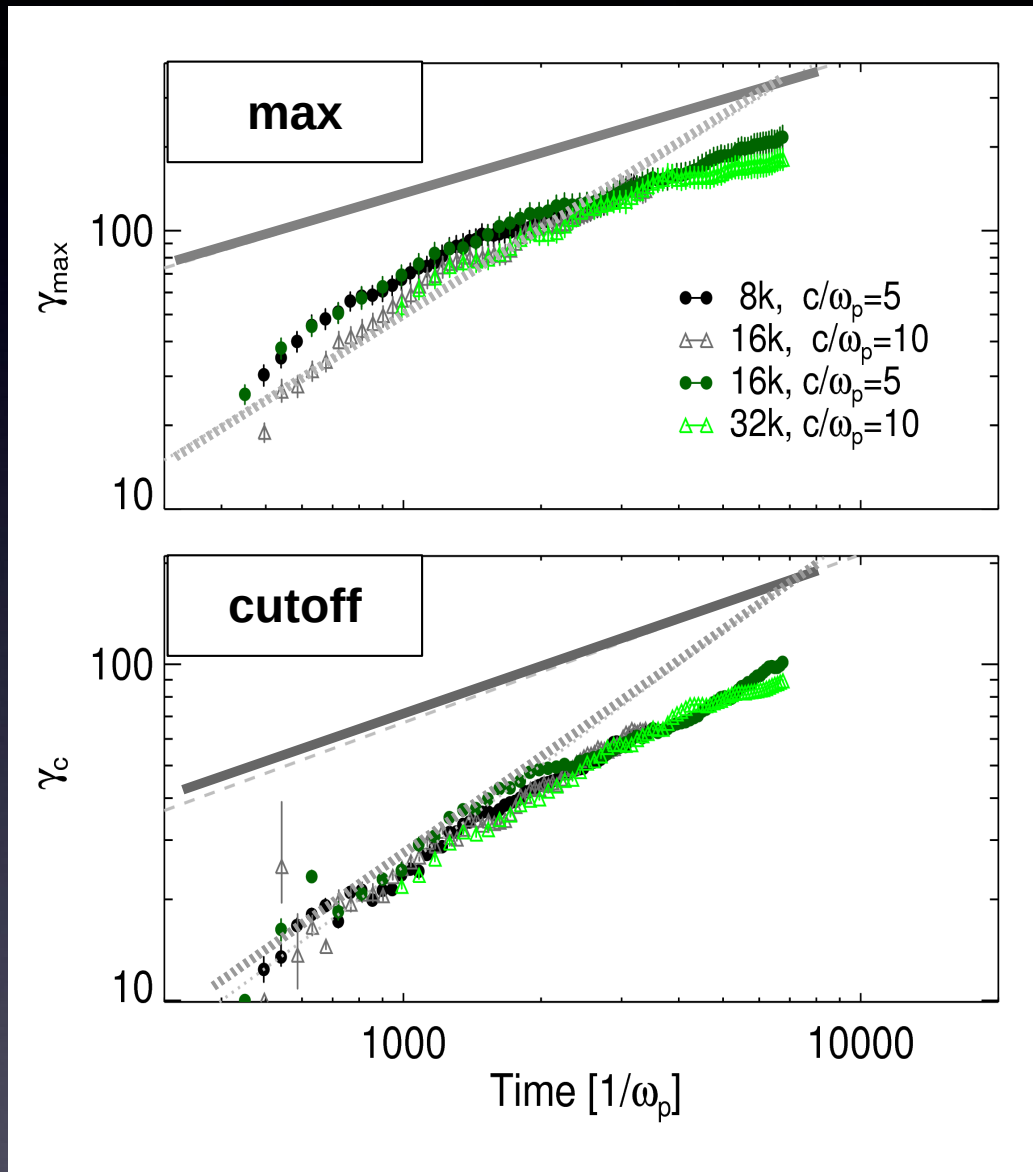 max
100
10
γmax
8k, c/ωp=5
16k, c/ωp=10
16k, c/ωp=5
32k, c/ωp=10
cutoff
100
10
γc
1000 10000
Time [1/ωp]